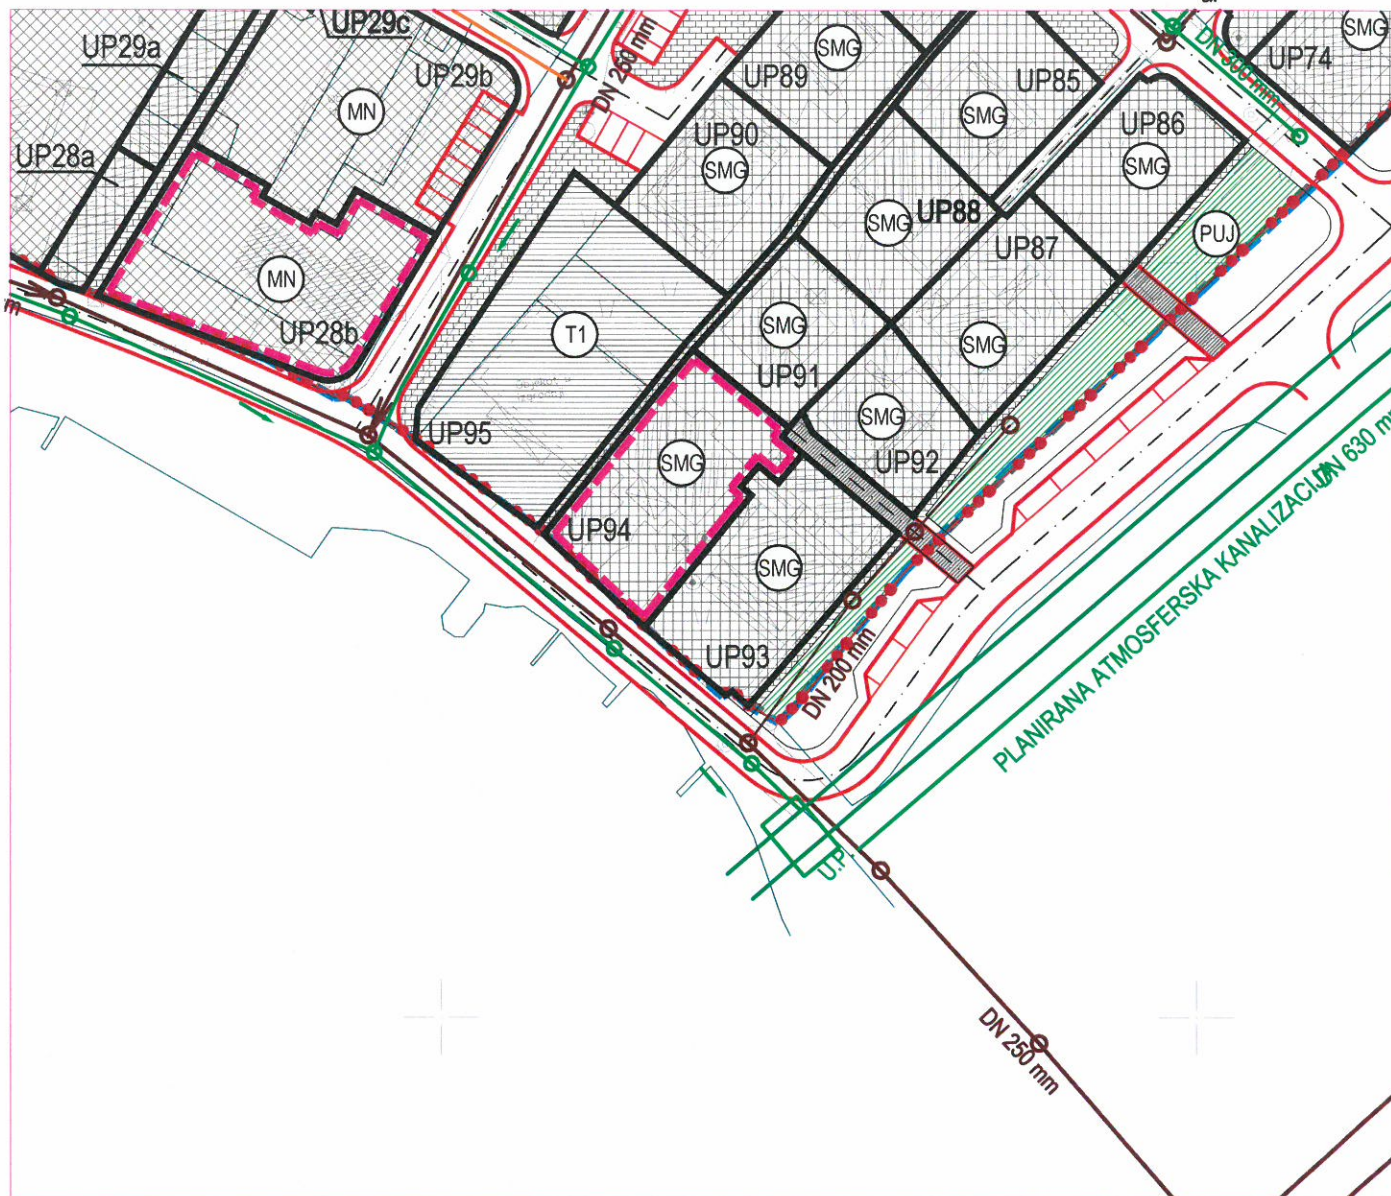 UP29c
SMG
DN 300 mm
SMG
UP29a
UP74
UP29b
DN 250 mm
UP89
UP85
MN
SMG
UP86
UP90
UP28a
SMG
SMG
SMG
UP88
PUJ
UP87
MN
UP28b
T1
SMG
SMG
UP91
UP95
SMG
SMG
UP92
DN 630 mm
UP94
SMG
UP93
DN 200 mm
PLANIRANA ATMOSFERSKA KANALIZACIJA
U.P.
DN 250 mm